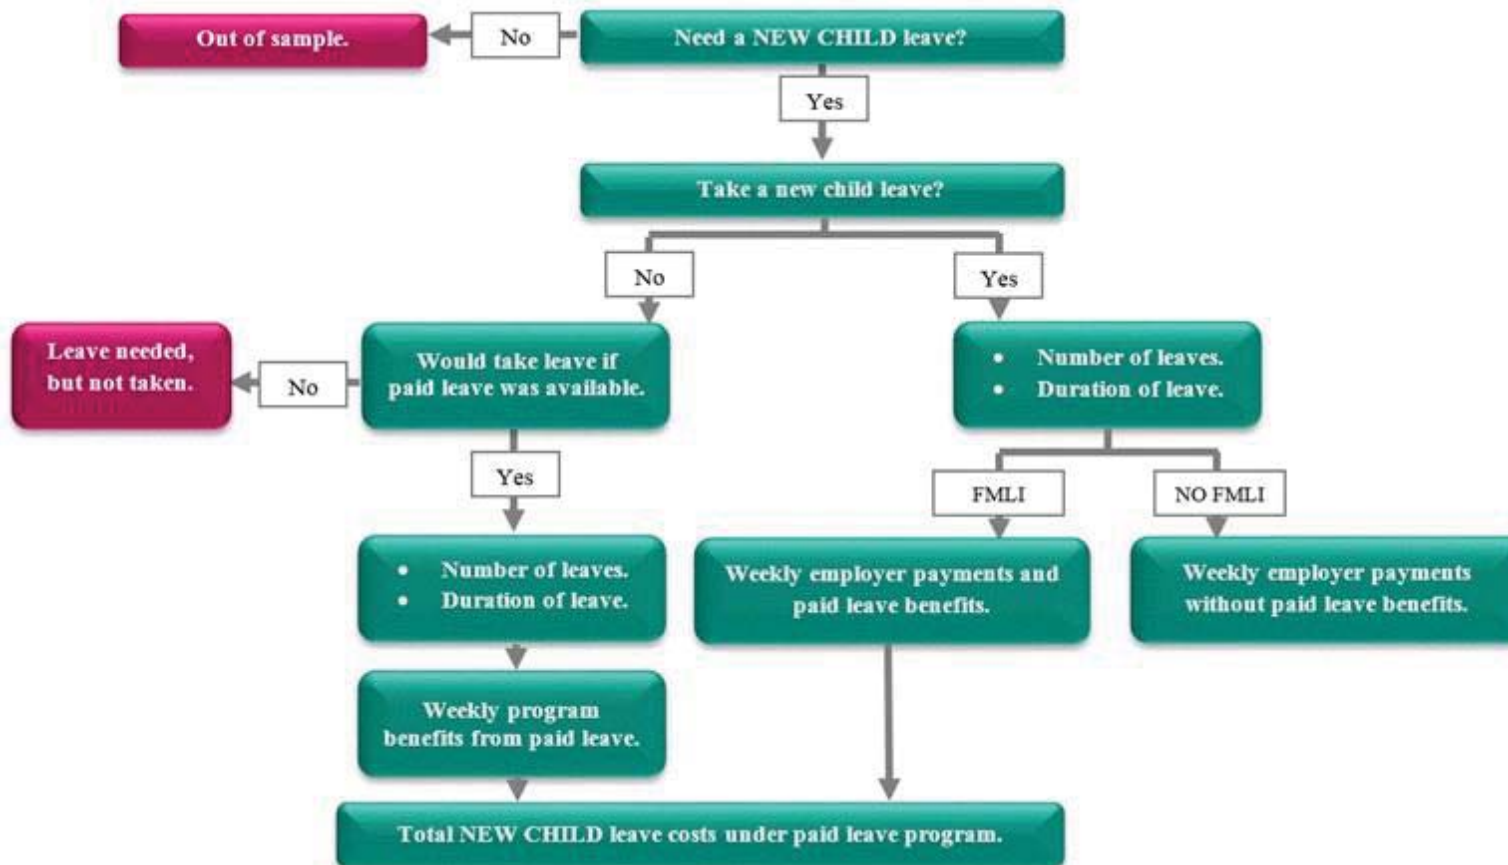 Out of sample.
No
Need a NEW CHILD leave?
Yes
Take a new child leave?
No
Yes
Leave needed,
but not taken.
No
Would take leave if
paid leave was available.
• Number of leaves.
• Duration of leave.
Yes
FMLI
NO FMLI
• Number of leaves.
• Duration of leave.
Weekly employer payments and
paid leave benefits.
Weekly employer payments
without paid leave benefits.
Weekly program
benefits from paid leave.
Total NEW CHILD leave costs under paid leave program.